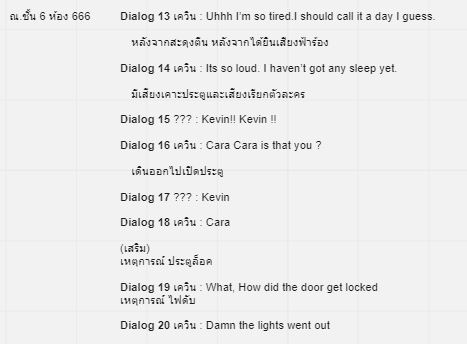 ณ.ชั้น 6 ห้อง 666
Dialog 13 เควิน : Uhhh I'm so tired.I should call it a day I guess.
หลังจากสะดุงตื่น หลังจากได้ยินเสียงฟ้าร้อง
Dialog 14 เควิน : Its so loud. I haven't got any sleep yet.
มีเสียงเคาะประตูและเสียงเรียกตัวละคร
Dialog 15 ??? : Kevin!! Kevin !!
Dialog 16 เควิน : Cara Cara is that you ?
เดินออกไปเปิดประตู
Dialog 17 ??? : Kevin
Dialog 18 เควิน : Cara
(เสริม)
เหตุการณ์ ประตูล็อค
Dialog 19 เควิน : What, How did the door get locked
เหตุการณ์ ไฟดับ
Dialog 20 เควิน : Damn the lights went out